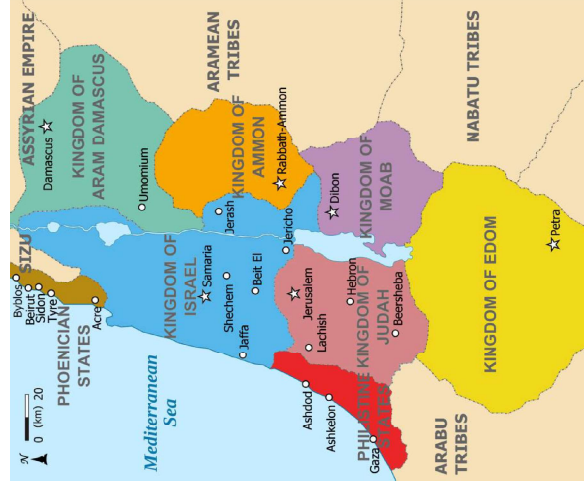 N
0 (km) 20
Mediterranean
Sea
PHOENICIAN
STATES
Byblos
Beirut
Sidon
Tyre
Acre
SIZU
ASSYRIAN EMPIRE
Damascus
KINGDOM OF
ARAM DAMASCUS
Umomium
ARAMEAN
TRIBES
KINGDOM OF
ISRAEL
Samaria
Shechem
Beit El
Jaffa
Jerash
Jericho
KINGDOM OF
AMMON
Rabbath-Ammon
Jerusalem
Lachish
Hebron
Beersheba
KINGDOM OF
JUDAH
PHILISTINE
STATES
Ashdod
Ashkelon
Gaza
Dibon
KINGDOM OF
MOAB
NABATU TRIBES
KINGDOM OF EDOM
Petra
ARABU
TRIBES